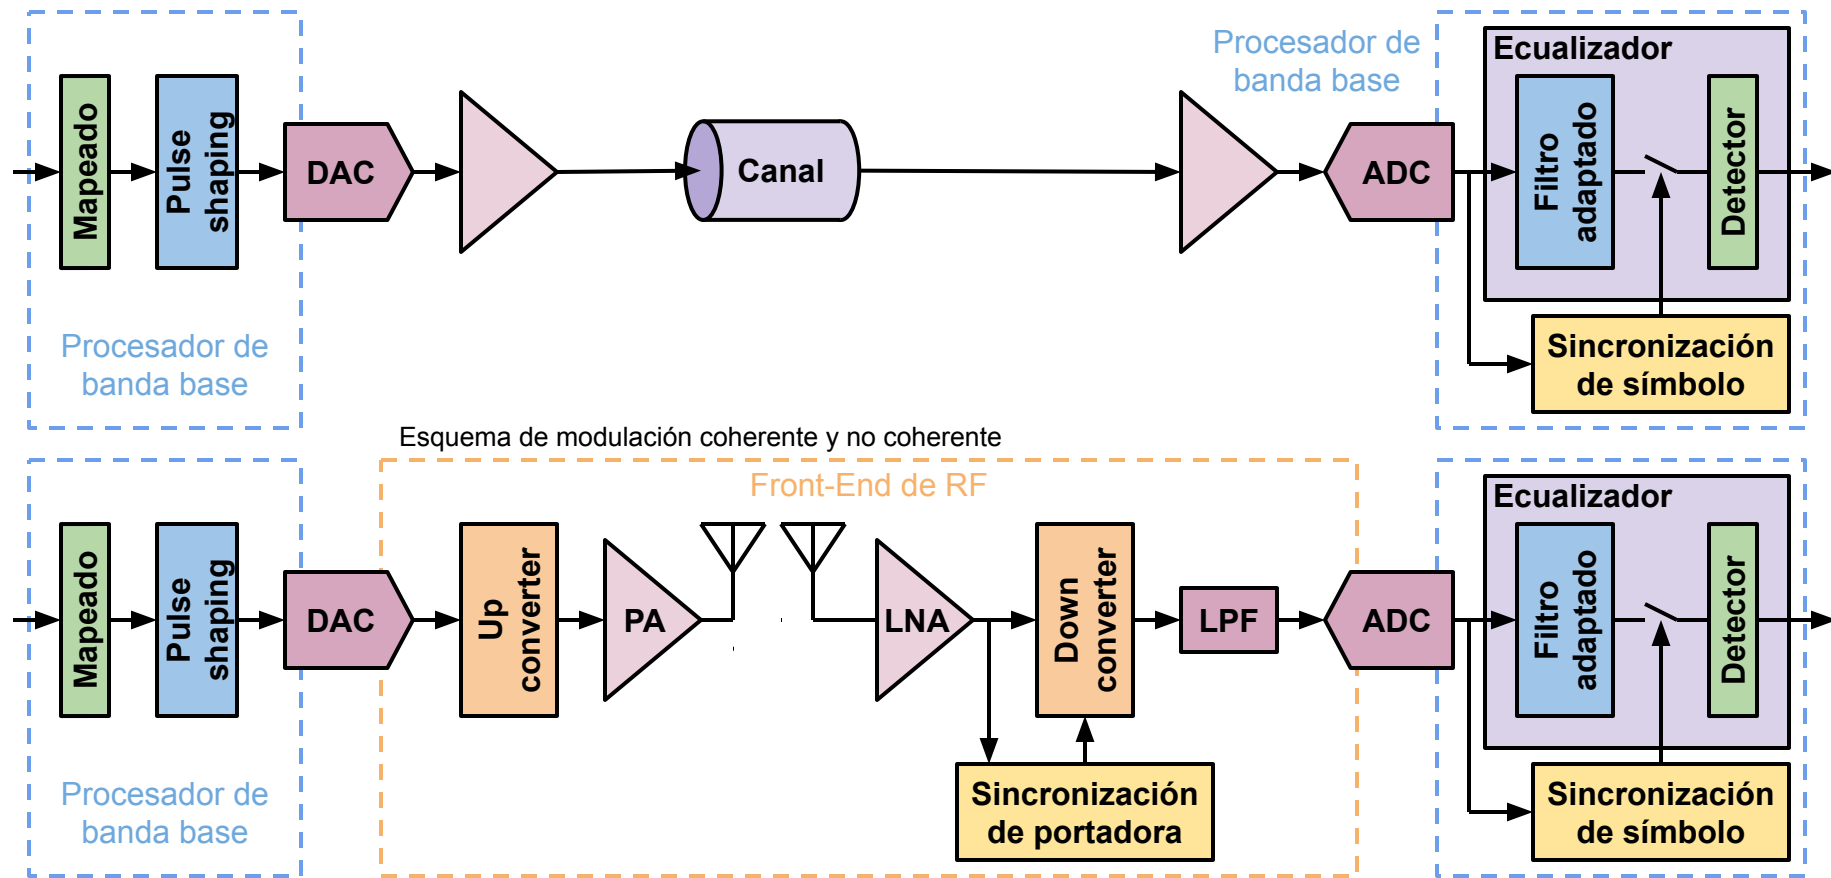 Mapeado
Pulse
shaping
DAC
Procesador de
banda base
Canal
Procesador de
banda base
ADC
Ecualizador
Filtro
adaptado
Detector
Sincronización
de símbolo
Esquema de modulación coherente y no coherente
Mapeado
Pulse
shaping
DAC
Procesador de
banda base
Front-End de RF
Up
converter
PA
LNA
Down
converter
LPF
Sincronización
de portadora
ADC
Ecualizador
Filtro
adaptado
Detector
Sincronización
de símbolo